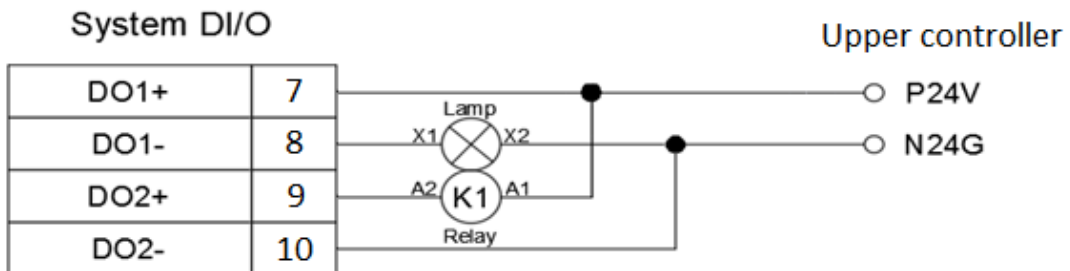 System DI/O
Upper controller
DO1+ 7 P24V
Lamp
DO1- 8 X1 X2 N24G
DO2+ 9 A2 K1 A1
Relay
DO2- 10